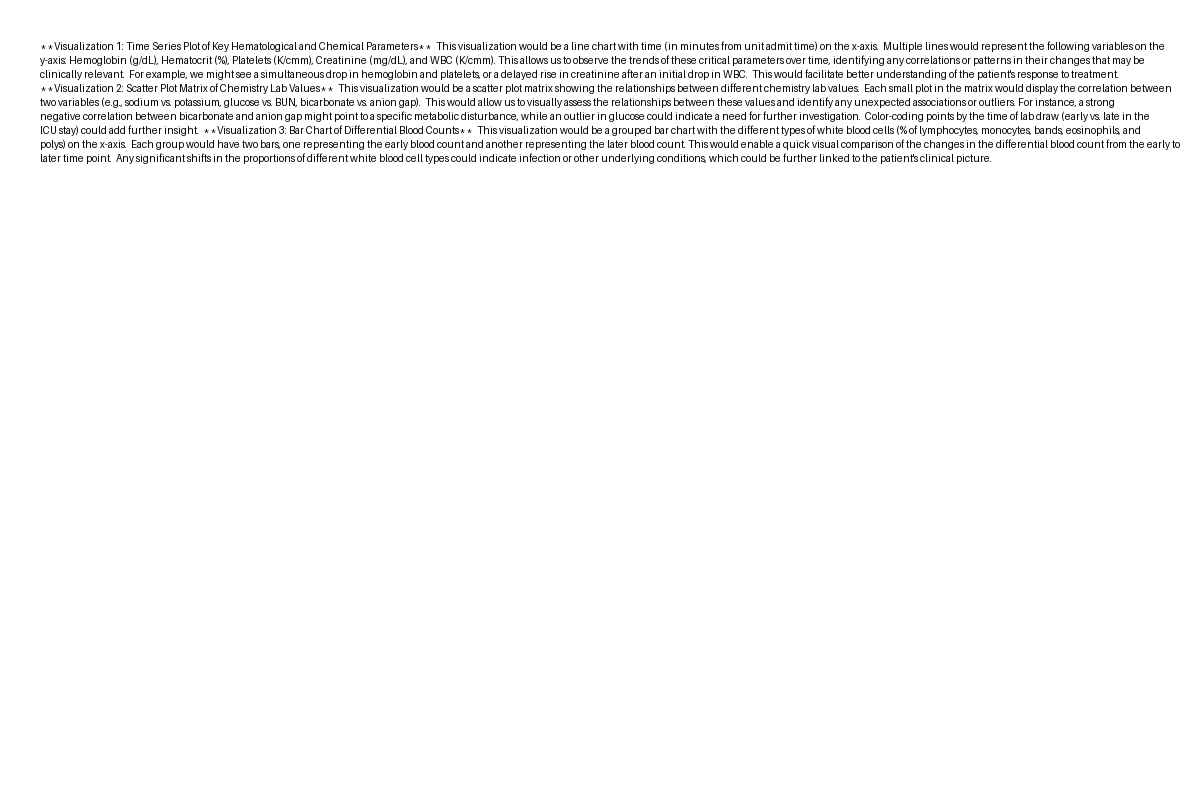 **Visualization 1: Time Series Plot of Key Hematological and Chemical Parameters** This visualization would be a line chart with time (in minutes from unit admit time) on the x-axis. Multiple lines would represent the following variables on the
y-axis: Hemoglobin (g/dL), Hematocrit (%), Platelets (K/cmm), Creatinine (mg/dL), and WBC (K/cmm). This allows us to observe the trends of these critical parameters over time, identifying any correlations or patterns in their changes that may be
clinically relevant. For example, we might see a simultaneous drop in hemoglobin and platelets, or a delayed rise in creatinine after an initial drop in WBC. This would facilitate better understanding of the patient's response to treatment.
**Visualization 2: Scatter Plot Matrix of Chemistry Lab Values** This visualization would be a scatter plot matrix showing the relationships between different chemistry lab values. Each small plot in the matrix would display the correlation between
two variables (e.g., sodium vs. potassium, glucose vs. BUN, bicarbonate vs. anion gap). This would allow us to visually assess the relationships between these values and identify any unexpected associations or outliers. For instance, a strong
negative correlation between bicarbonate and anion gap might point to a specific metabolic disturbance, while an outlier in glucose could indicate a need for further investigation. Color-coding points by the time of lab draw (early vs. late in the
ICU stay) could add further insight. **Visualization 3: Bar Chart of Differential Blood Counts** This visualization would be a grouped bar chart with the different types of white blood cells (% of lymphocytes, monocytes, bands, eosinophils, and
polys) on the x-axis. Each group would have two bars, one representing the early blood count and another representing the later blood count. This would enable a quick visual comparison of the changes in the differential blood count from the early to
later time point. Any significant shifts in the proportions of different white blood cell types could indicate infection or other underlying conditions, which could be further linked to the patient's clinical picture.